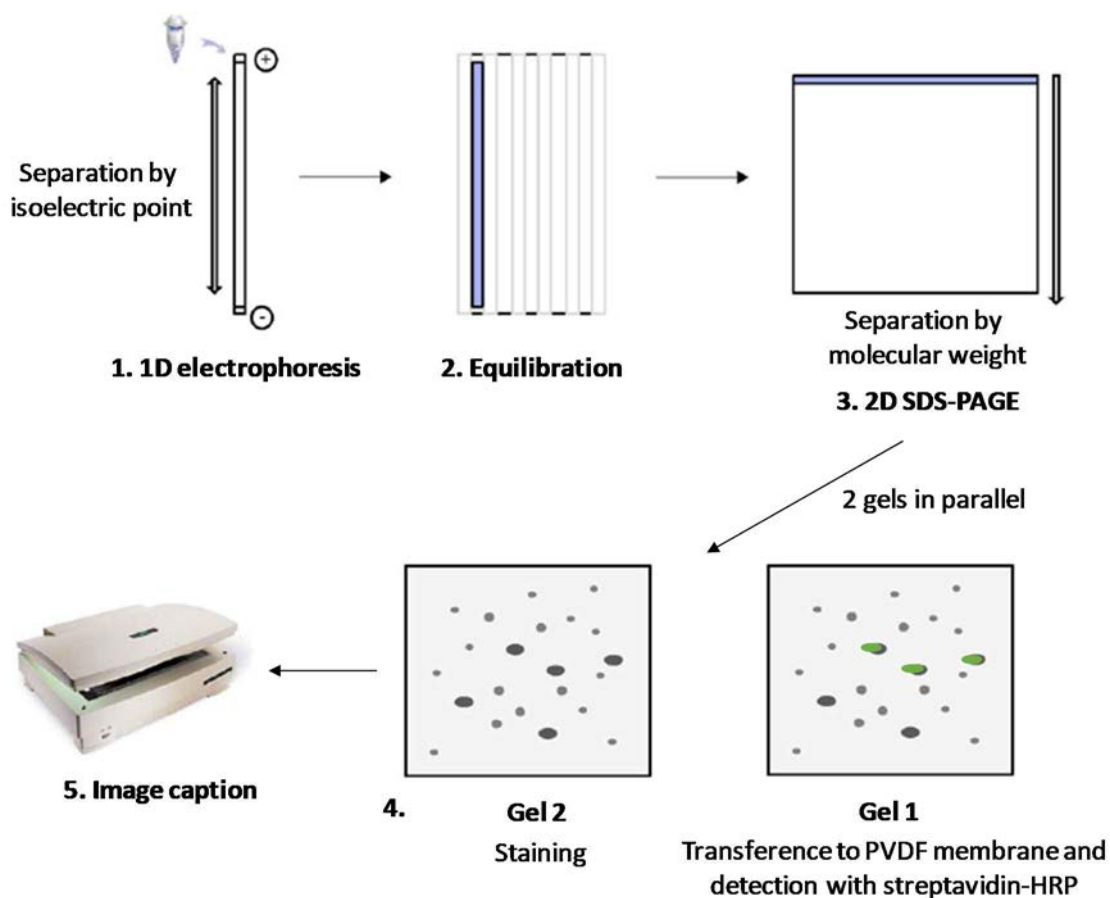 +
Separation by
isoelectric point
-
1. 1D electrophoresis
2. Equilibration
Separation by
molecular weight
3. 2D SDS-PAGE
2 gels in parallel
5. Image caption
4.
Gel 2
Staining
Gel 1
Transference to PVDF membrane and
detection with streptavidin-HRP